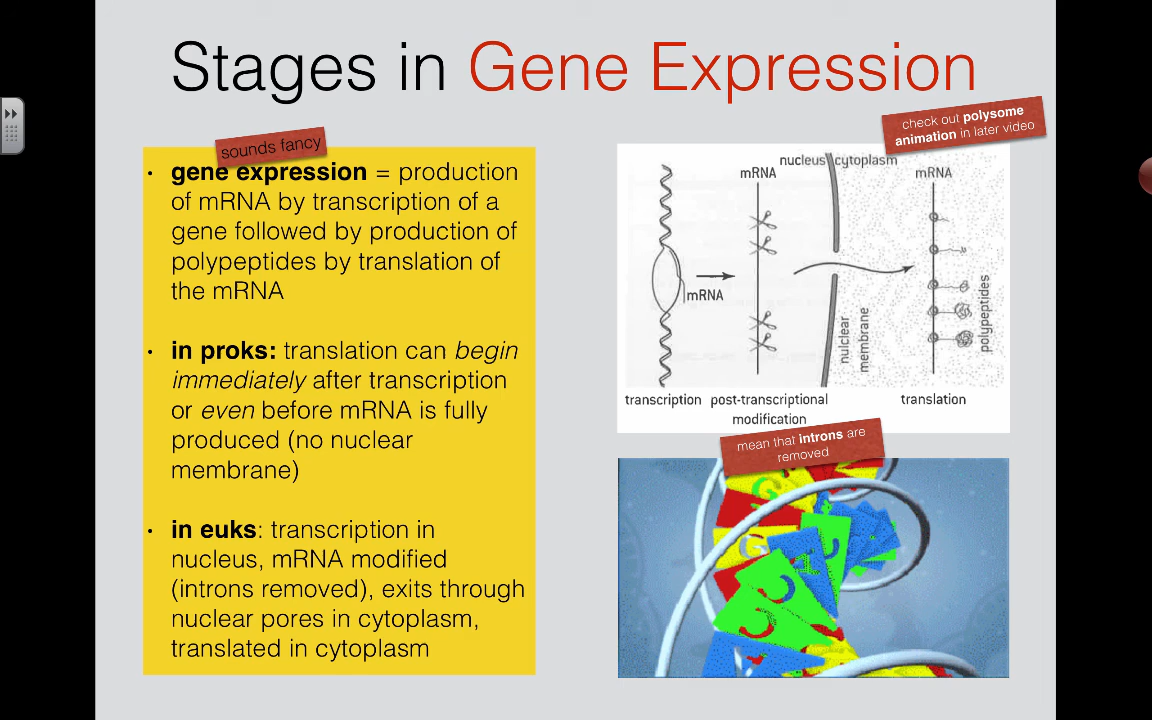 Stages in Gene Expression
check out polysome
animation in later video
sounds fancy
• gene expression = production
of mRNA by transcription of a
gene followed by production of
polypeptides by translation of
the mRNA
• in proks: translation can begin
immediately after transcription
or even before mRNA is fully
produced (no nuclear
membrane)
• in euks: transcription in
nucleus, mRNA modified
(introns removed), exits through
nuclear pores in cytoplasm,
translated in cytoplasm
nucleus cytoplasm
mRNA
mRNA
mRNA
nulclear
membrane
polypeptides
transcription
post-transcriptional
modification
translation
mean that introns are
removed
G
G
C
C